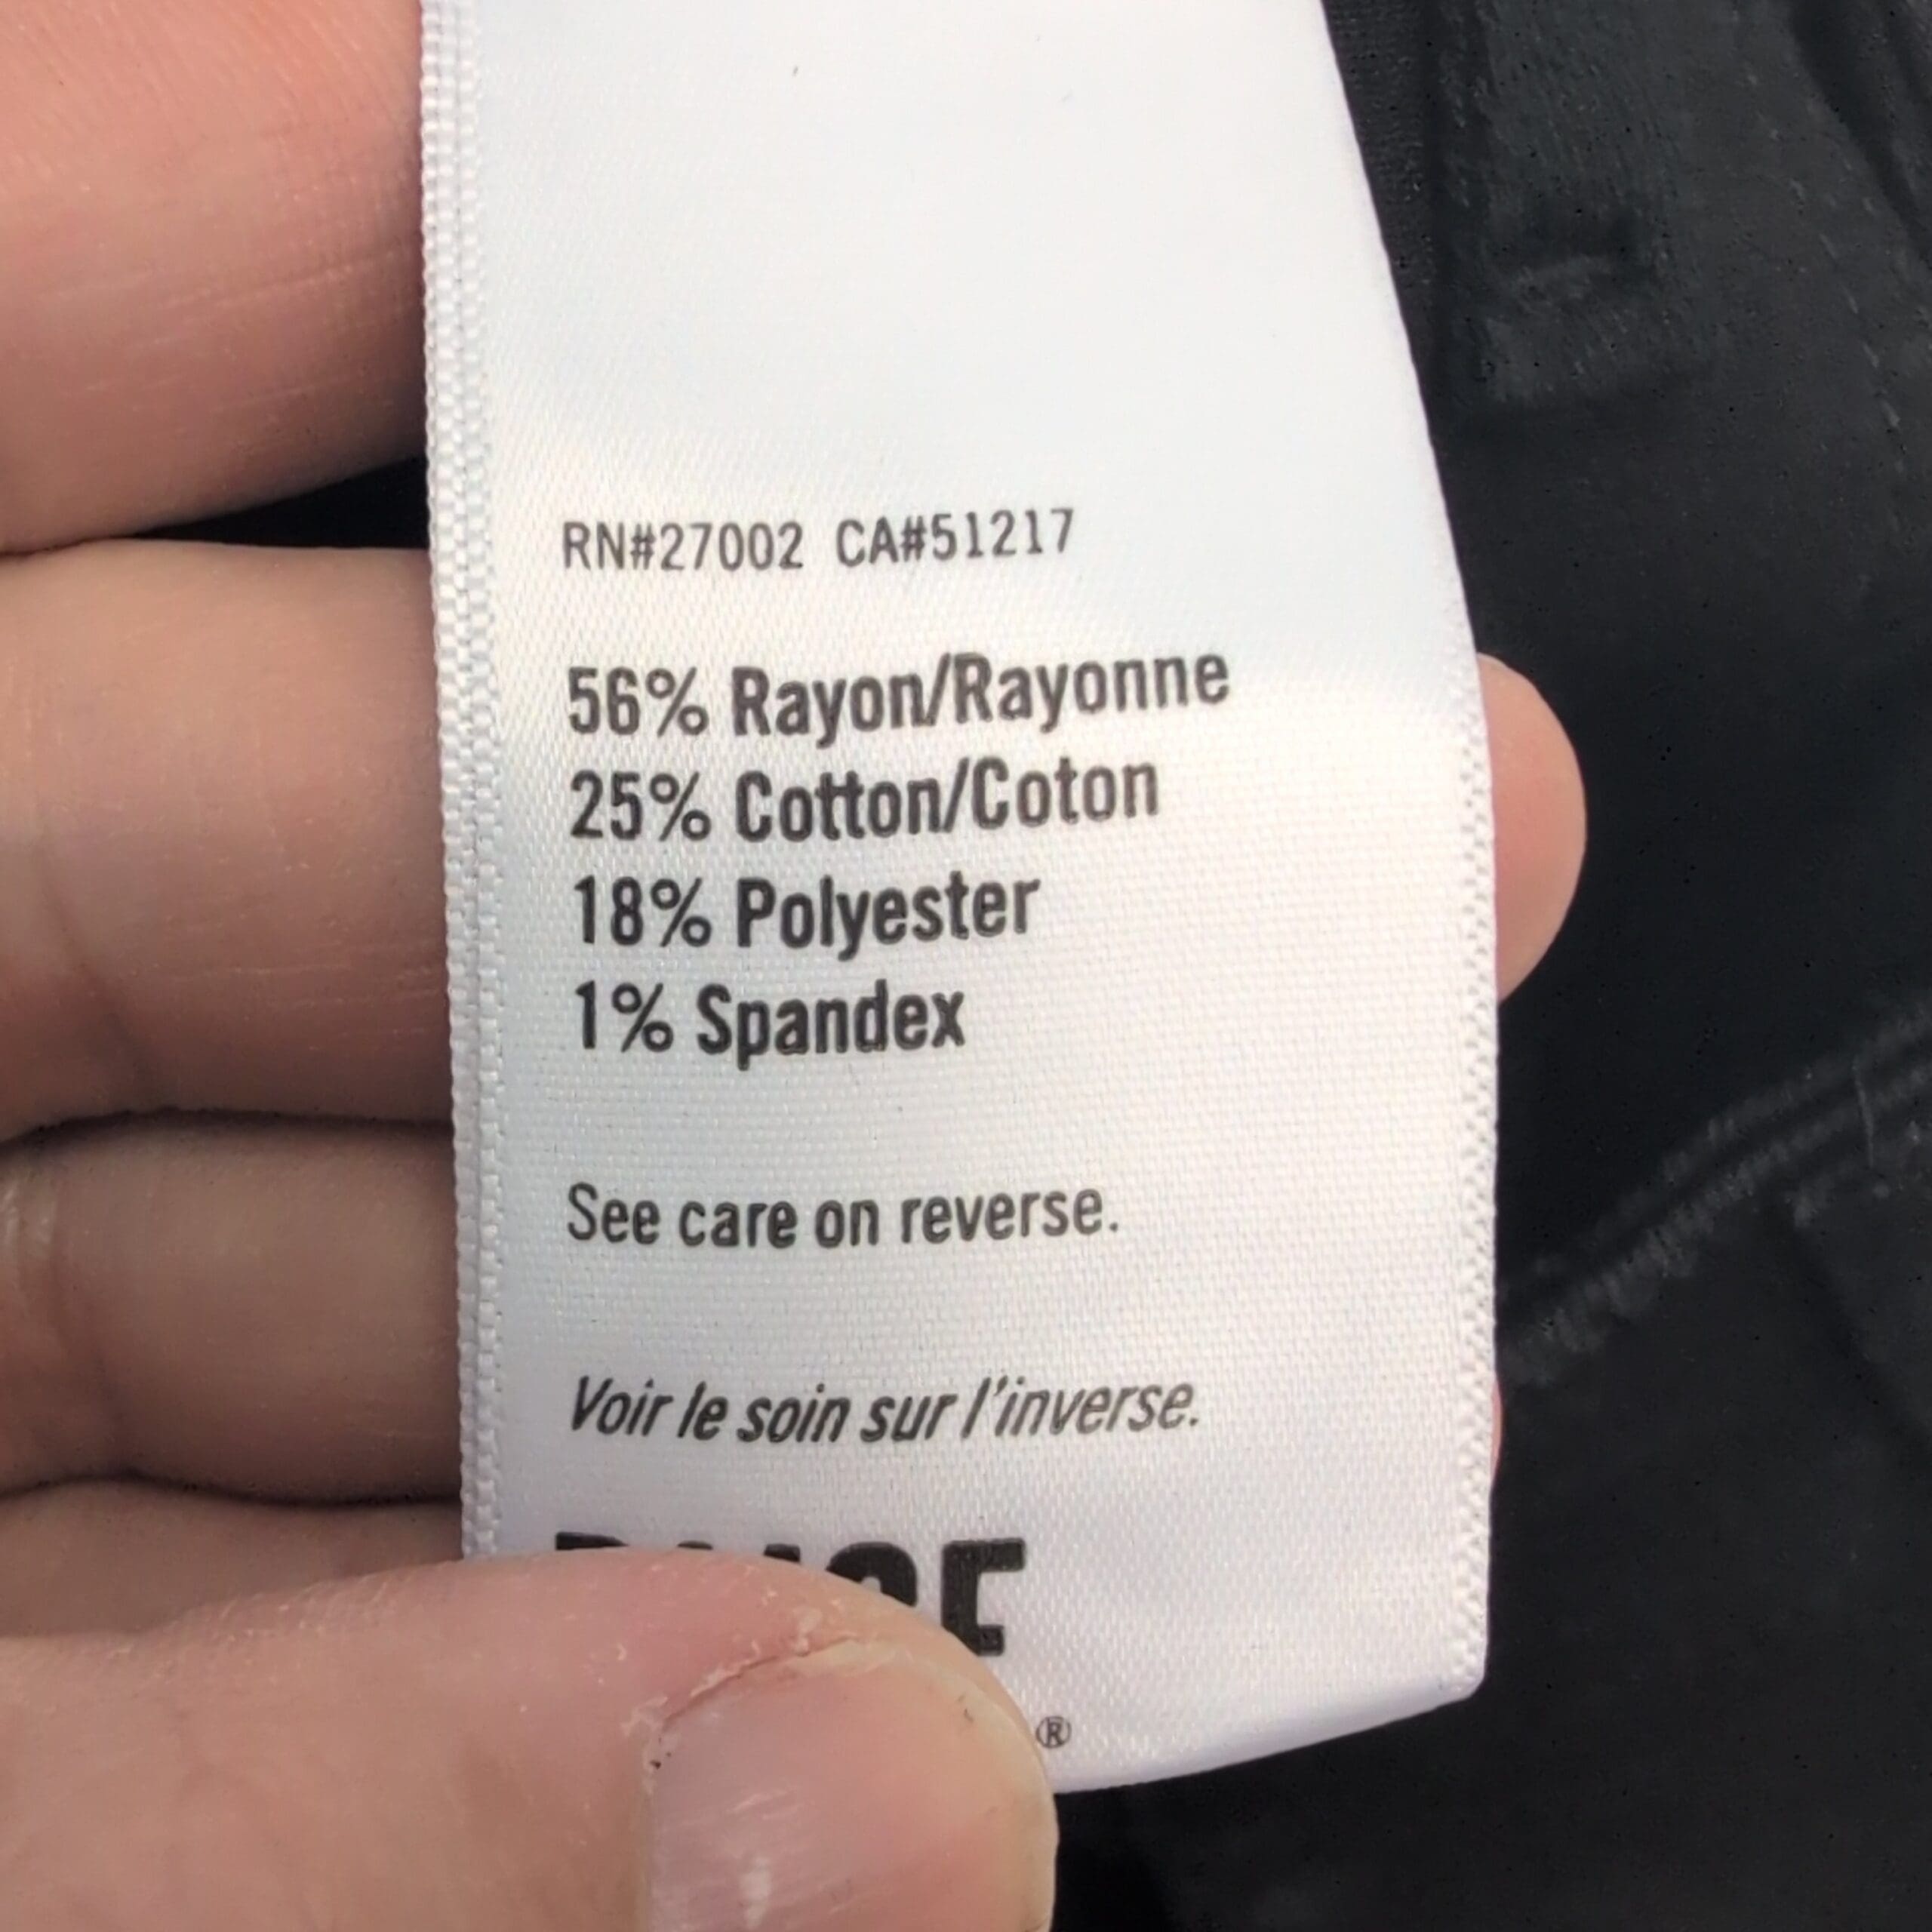 RN#27002 CA#51217
56% Rayon/Rayonne
25% Cotton/Coton
18% Polyester
1% Spandex
See care on reverse.
Voir le soin sur l'inverse.
®